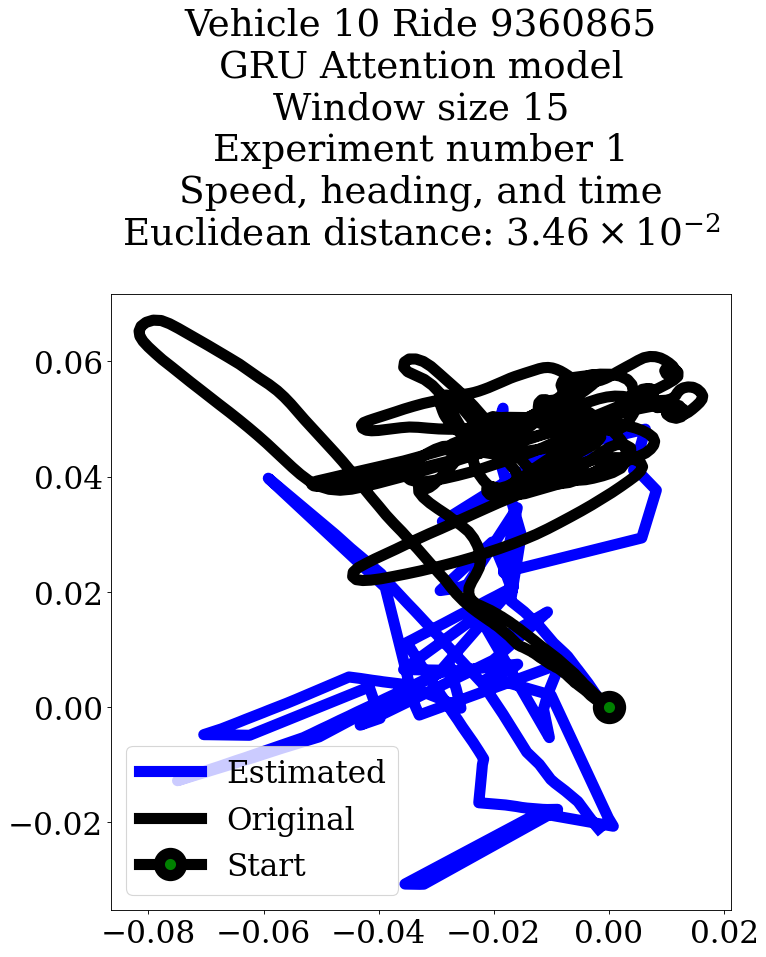 Vehicle 10 Ride 9360865
GRU Attention model
Window size 15
Experiment number 1
Speed, heading, and time
Euclidean distance: 3.46 × 10⁻²
0.06
0.04
0.02
0.00
−0.02
Estimated
Original
Start
−0.08 −0.06 −0.04 −0.02 0.00 0.02